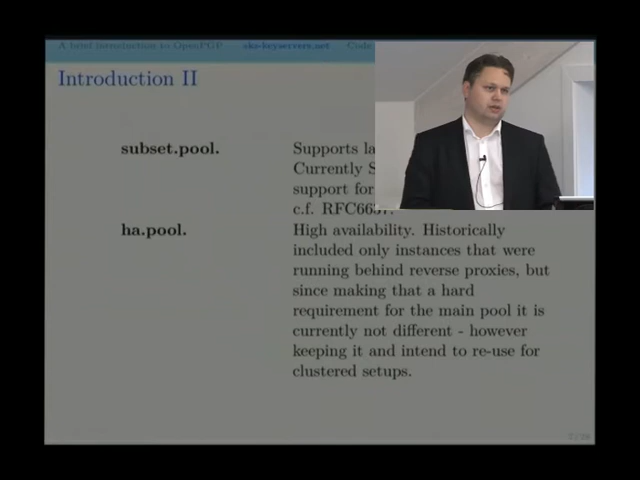 A brief introduction to OpenPGP sks-keyservers.net Code
Introduction II
subset.pool. Supports la
Currently S
support for
c.f. RFC6637.
ha.pool. High availability. Historically
included only instances that were
running behind reverse proxies, but
since making that a hard
requirement for the main pool it is
currently not different - however
keeping it and intend to re-use for
clustered setups.